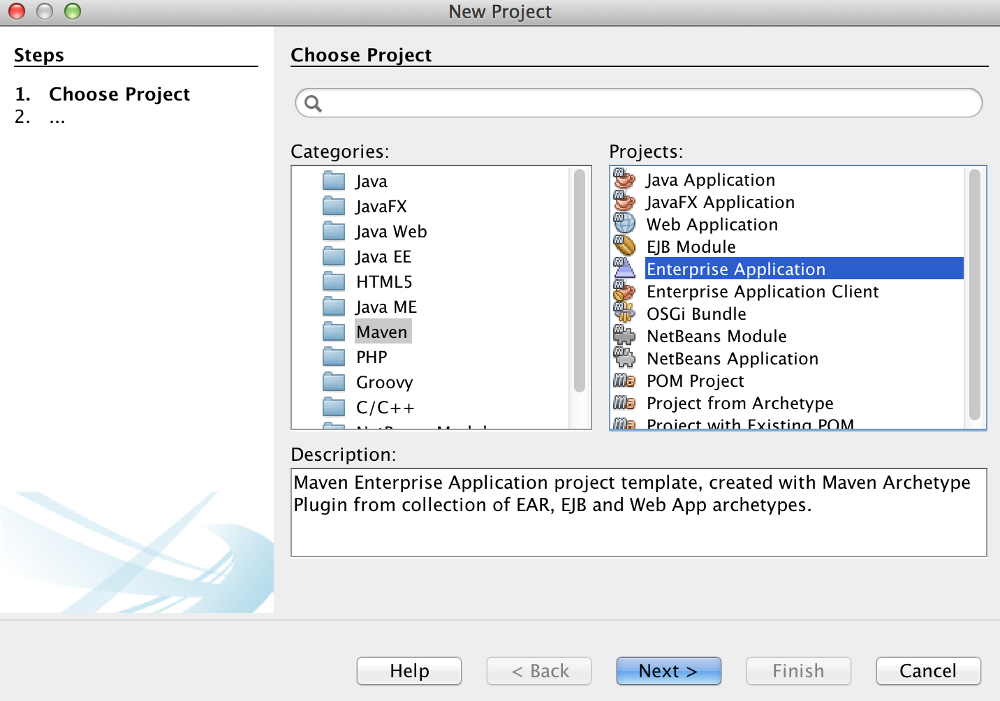 New Project
Steps
1. Choose Project
2. ...
Choose Project
Categories:
Java
JavaFX
Java Web
Java EE
HTML5
Java ME
Maven
PHP
Groovy
C/C++
Projects:
Java Application
JavaFX Application
Web Application
EJB Module
Enterprise Application
Enterprise Application Client
OSGi Bundle
NetBeans Module
NetBeans Application
POM Project
Project from Archetype
Project with Existing POM
Description:
Maven Enterprise Application project template, created with Maven Archetype
Plugin from collection of EAR, EJB and Web App archetypes.
Help
< Back
Next >
Finish
Cancel